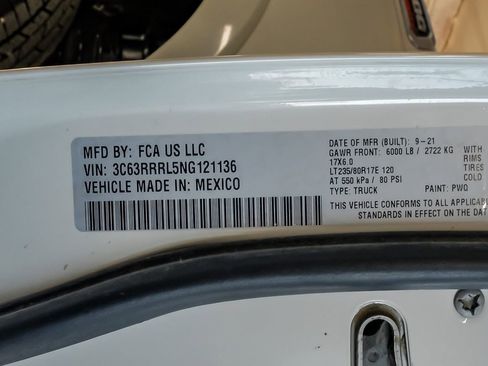 MFD BY: FCA US LLC
VIN: 3C63RRRL5NG121136
VEHICLE MADE IN: MEXICO
DATE OF MFR (BUILT): 9-21
GAWR FRONT: 6000 LB / 2722 KG WITH
17X6.0 RIMS
LT235/80R17E 120 TIRES
AT 550 kPa / 80 PSI COLD
TYPE: TRUCK PAINT: PWQ
THIS VEHICLE CONFORMS TO ALL APPLICABLE
STANDARDS IN EFFECT ON THE DAT